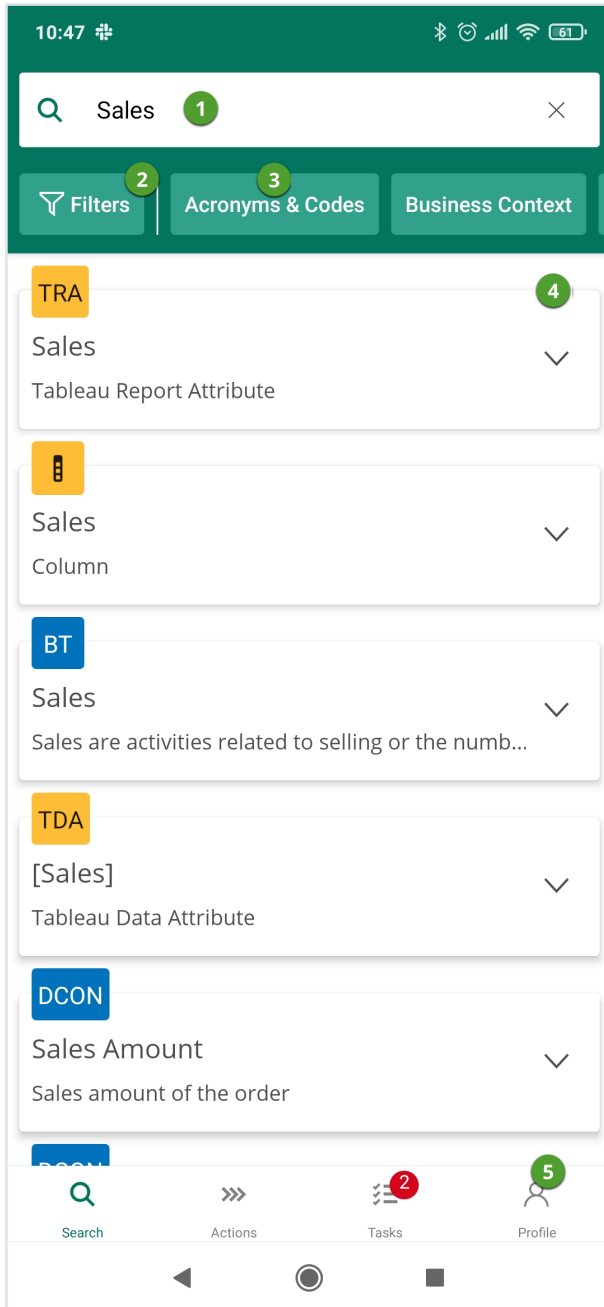 10:47 61
Sales 1
2 3
Filters Acronyms & Codes Business Context
TRA 4
Sales
Tableau Report Attribute
Sales
Column
BT
Sales
Sales are activities related to selling or the numb...
TDA
[Sales]
Tableau Data Attribute
DCON
Sales Amount
Sales amount of the order
DCON
2 5
Search Actions Tasks Profile